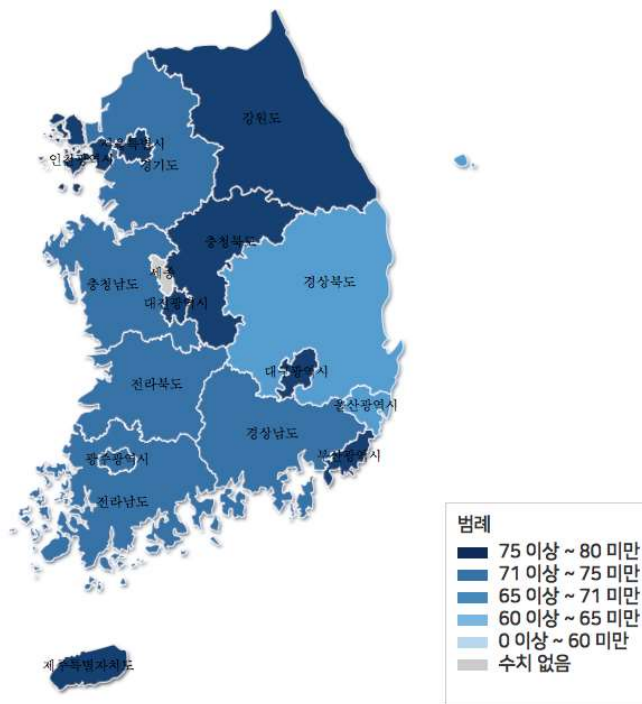 강원도
서울특별시
인천광역시
경기도
충청북도
세종
충청남도
대전광역시
경상북도
대구광역시
전라북도
울산광역시
경상남도
부산광역시
광주광역시
전라남도
제주특별자치도
범례
75 이상 ~ 80 미만
71 이상 ~ 75 미만
65 이상 ~ 71 미만
60 이상 ~ 65 미만
0 이상 ~ 60 미만
수치 없음